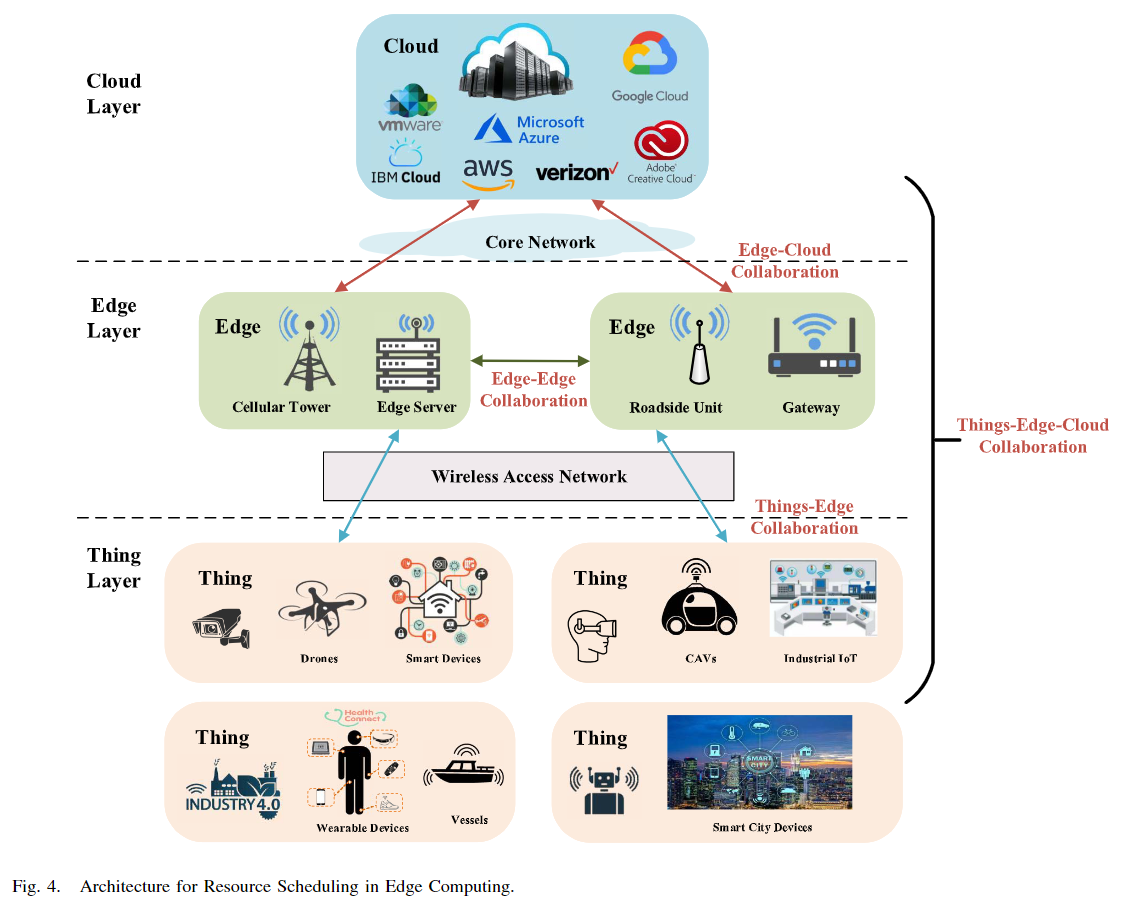 Cloud
Layer
Cloud
Google Cloud
vmware
Microsoft
Azure
IBM Cloud
aws
verizon
Adobe
Creative Cloud
Core Network
Edge-Cloud
Collaboration
Edge
Layer
Edge
Cellular Tower
Edge Server
Edge-Edge
Collaboration
Edge
Roadside Unit
Gateway
Things-Edge-Cloud
Collaboration
Wireless Access Network
Things-Edge
Collaboration
Thing
Layer
Thing
Drones
Smart Devices
Thing
CAVs
Industrial IoT
Thing
INDUSTRY 4.0
Health
Connect
Wearable Devices
Vessels
Thing
SMART
CITY
Smart City Devices
Fig. 4. Architecture for Resource Scheduling in Edge Computing.